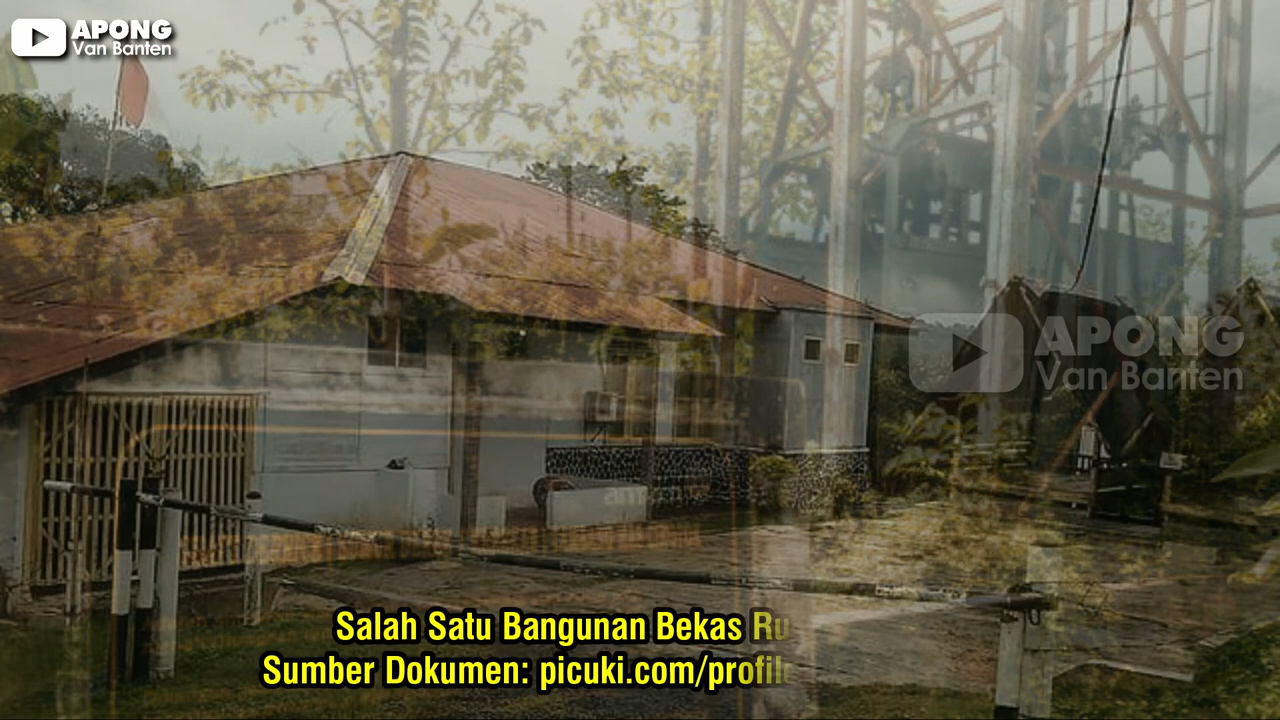 APONG
Van Banten
APONG
Van Banten
Salah Satu Bangunan Bekas Ru
Sumber Dokumen: picuki.com/profil